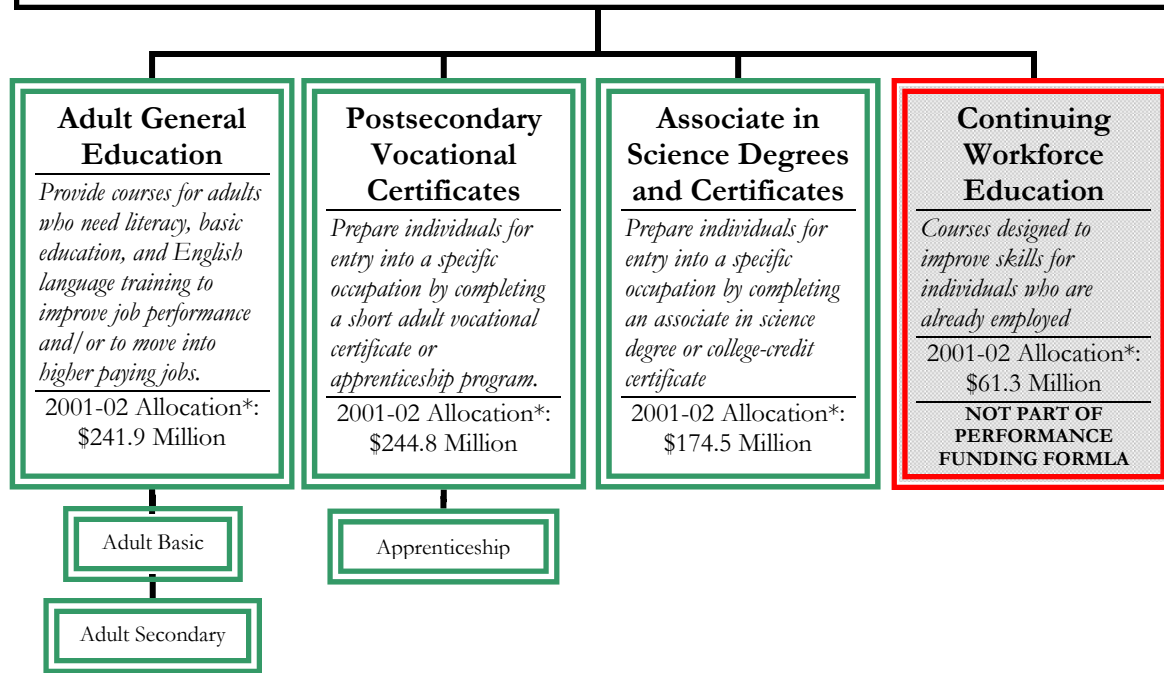 Adult General
Education
Provide courses for adults
who need literacy, basic
education, and English
language training to
improve job performance
and/or to move into
higher paying jobs.
2001-02 Allocation*:
$241.9 Million
Adult Basic
Adult Secondary
Postsecondary
Vocational
Certificates
Prepare individuals for
entry into a specific
occupation by completing
a short adult vocational
certificate or
apprenticeship program.
2001-02 Allocation*:
$244.8 Million
Apprenticeship
Associate in
Science Degrees
and Certificates
Prepare individuals for
entry into a specific
occupation by completing
an associate in science
degree or college-credit
certificate
2001-02 Allocation*:
$174.5 Million
Continuing
Workforce
Education
Courses designed to
improve skills for
individuals who are
already employed
2001-02 Allocation*:
$61.3 Million
NOT PART OF
PERFORMANCE
FUNDING FORMLA